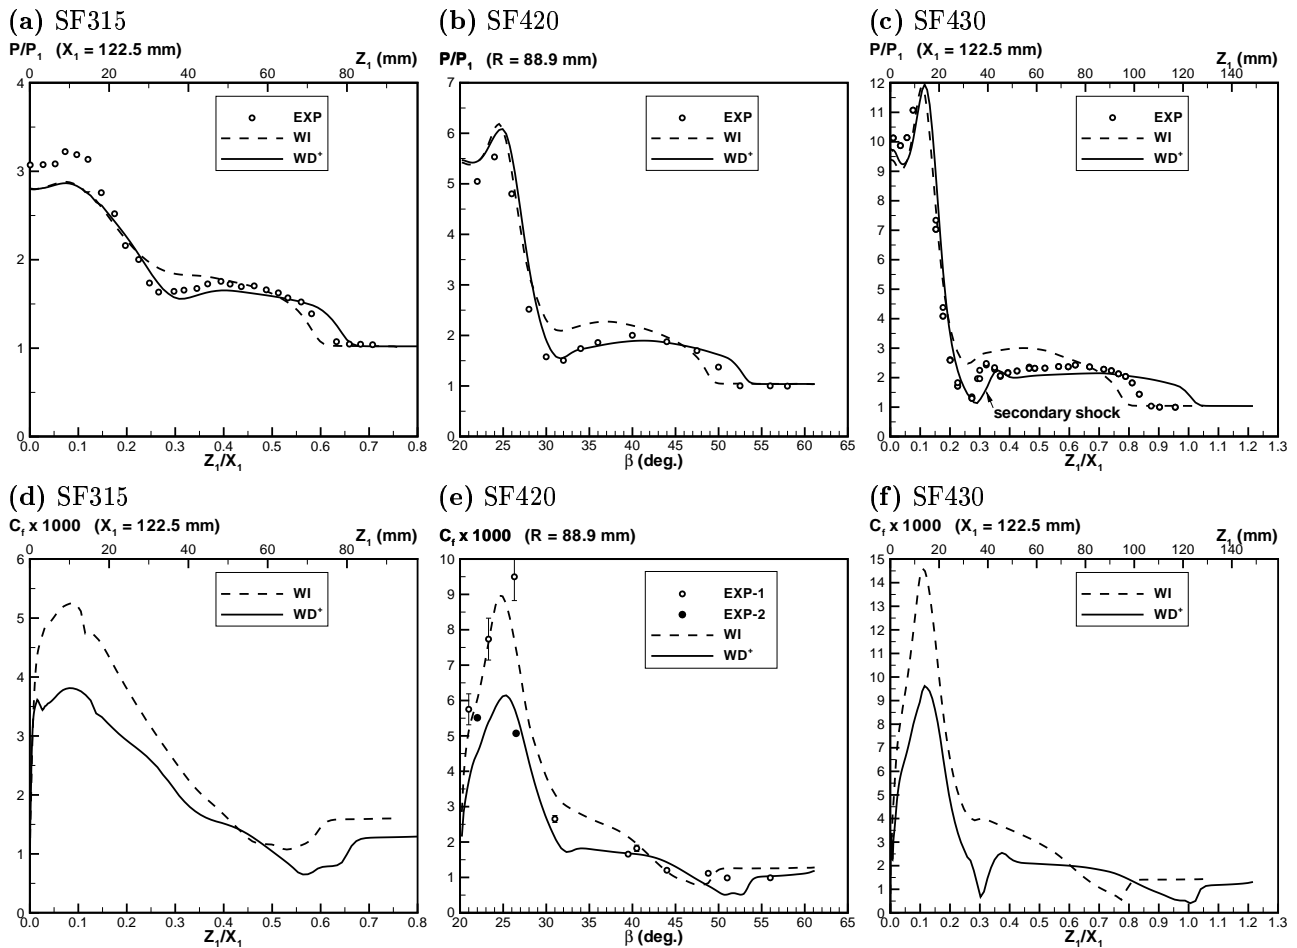 (a) SF315
P/P₁ (X₁ = 122.5 mm)
Z₁ (mm)
0 20 40 60 80
4
3
2
1
0
EXP
WI
WD⁺
0.0 0.1 0.2 0.3 0.4 0.5 0.6 0.7 0.8
Z₁/X₁
(b) SF420
P/P₁ (R = 88.9 mm)
7
6
5
4
3
2
1
0
EXP
WI
WD⁺
20 25 30 35 40 45 50 55 60 65
β (deg.)
(c) SF430
P/P₁ (X₁ = 122.5 mm)
Z₁ (mm)
0 20 40 60 80 100 120 140
12
11
10
9
8
7
6
5
4
3
2
1
0
EXP
WI
WD⁺
secondary shock
0.0 0.1 0.2 0.3 0.4 0.5 0.6 0.7 0.8 0.9 1.0 1.1 1.2 1.3
Z₁/X₁
(d) SF315
C_f x 1000 (X₁ = 122.5 mm)
Z₁ (mm)
0 20 40 60 80
6
5
4
3
2
1
0
WI
WD⁺
0.0 0.1 0.2 0.3 0.4 0.5 0.6 0.7 0.8
Z₁/X₁
(e) SF420
C_f x 1000 (R = 88.9 mm)
10
9
8
7
6
5
4
3
2
1
0
EXP-1
EXP-2
WI
WD⁺
20 25 30 35 40 45 50 55 60 65
β (deg.)
(f) SF430
C_f x 1000 (X₁ = 122.5 mm)
Z₁ (mm)
0 20 40 60 80 100 120 140
15
14
13
12
11
10
9
8
7
6
5
4
3
2
1
0
WI
WD⁺
0.0 0.1 0.2 0.3 0.4 0.5 0.6 0.7 0.8 0.9 1.0 1.1 1.2 1.3
Z₁/X₁